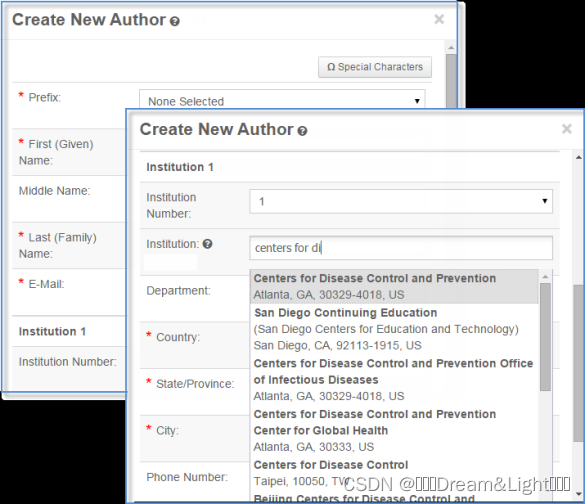 Create New Author
Ω Special Characters
* Prefix:
None Selected
* First (Given)
Name:
Middle Name:
* Last (Family)
Name:
* E-Mail:
Institution 1
Institution Number:
Create New Author
Institution 1
Institution
Number:
1
Institution:
centers for di
Department:
* Country:
* State/Province:
* City:
Phone Number:
Centers for Disease Control and Prevention
Atlanta, GA, 30329-4018, US
San Diego Continuing Education
(San Diego Centers for Education and Technology)
San Diego, CA, 92113-1915, US
Centers for Disease Control and Prevention Office
of Infectious Diseases
Atlanta, GA, 30329-4018, US
Centers for Disease Control and Prevention
Center for Global Health
Atlanta, GA, 30333, US
Centers for Disease Control
Taipei, 10050, TW
Beijing Centers for Disease Control and
CSDN @Dream&Light